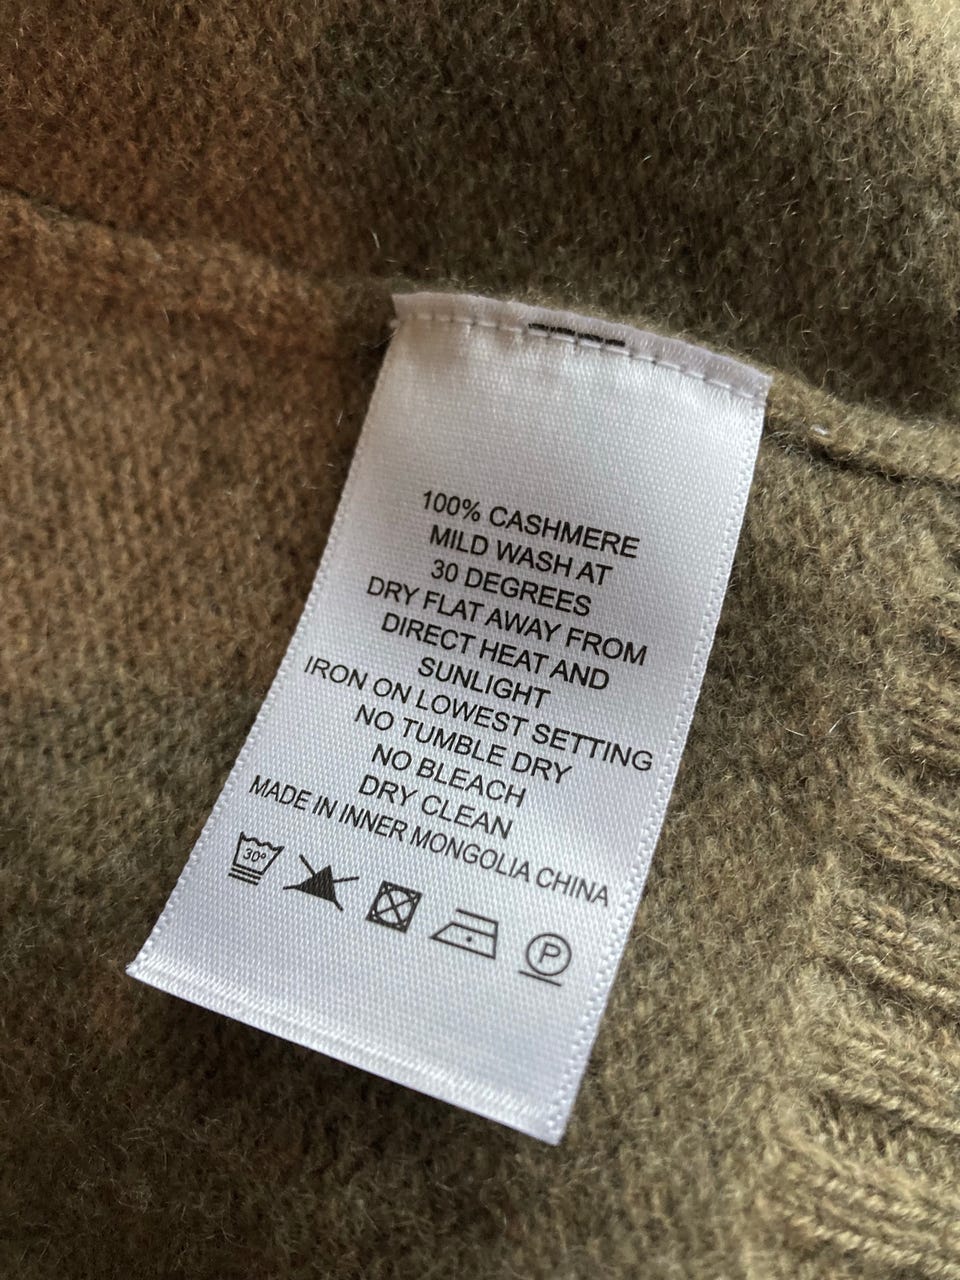 100% CASHMERE
MILD WASH AT
30 DEGREES
DRY FLAT AWAY FROM
DIRECT HEAT AND
SUNLIGHT
IRON ON LOWEST SETTING
NO TUMBLE DRY
NO BLEACH
DRY CLEAN
MADE IN INNER MONGOLIA CHINA
30° P